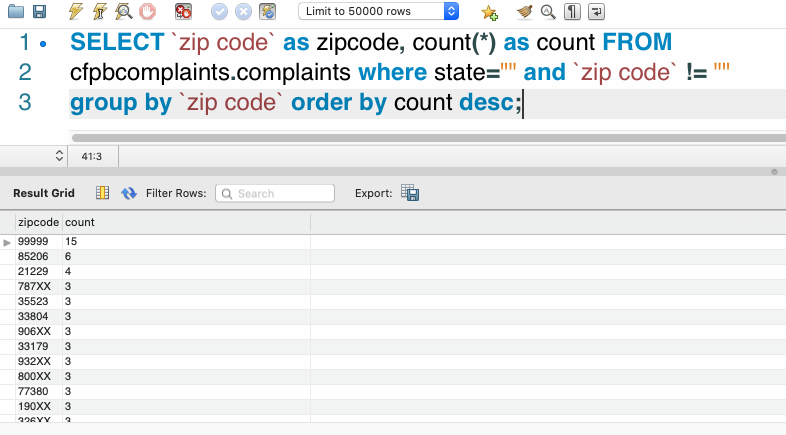 Limit to 50000 rows
1 SELECT `zip code` as zipcode, count(*) as count FROM
2 cfpbcomplaints.complaints where state="" and `zip code` != ""
3 group by `zip code` order by count desc;
41:3
Result Grid Filter Rows: Search Export:
zipcode count
99999 15
85206 6
21229 4
787XX 3
35523 3
33804 3
906XX 3
33179 3
932XX 3
800XX 3
77380 3
190XX 3
326XX 3